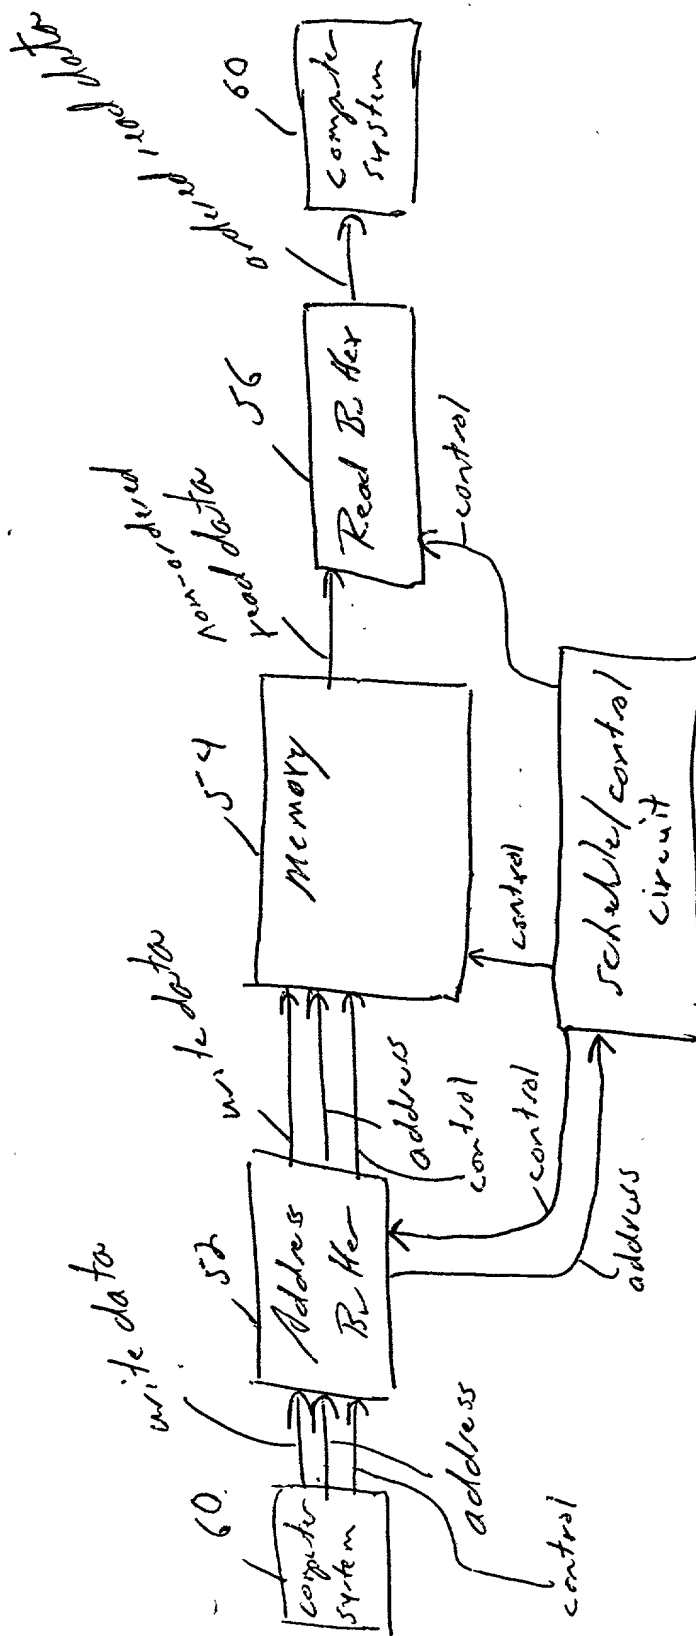 60
computer
system
write data
address
control
52
Address
Buffer
write data
address
control
control
address
54
Memory
control
schedule/control
circuit
non-ordered
read data
56
Read Buffer
control
ordered read data
60
computer
system